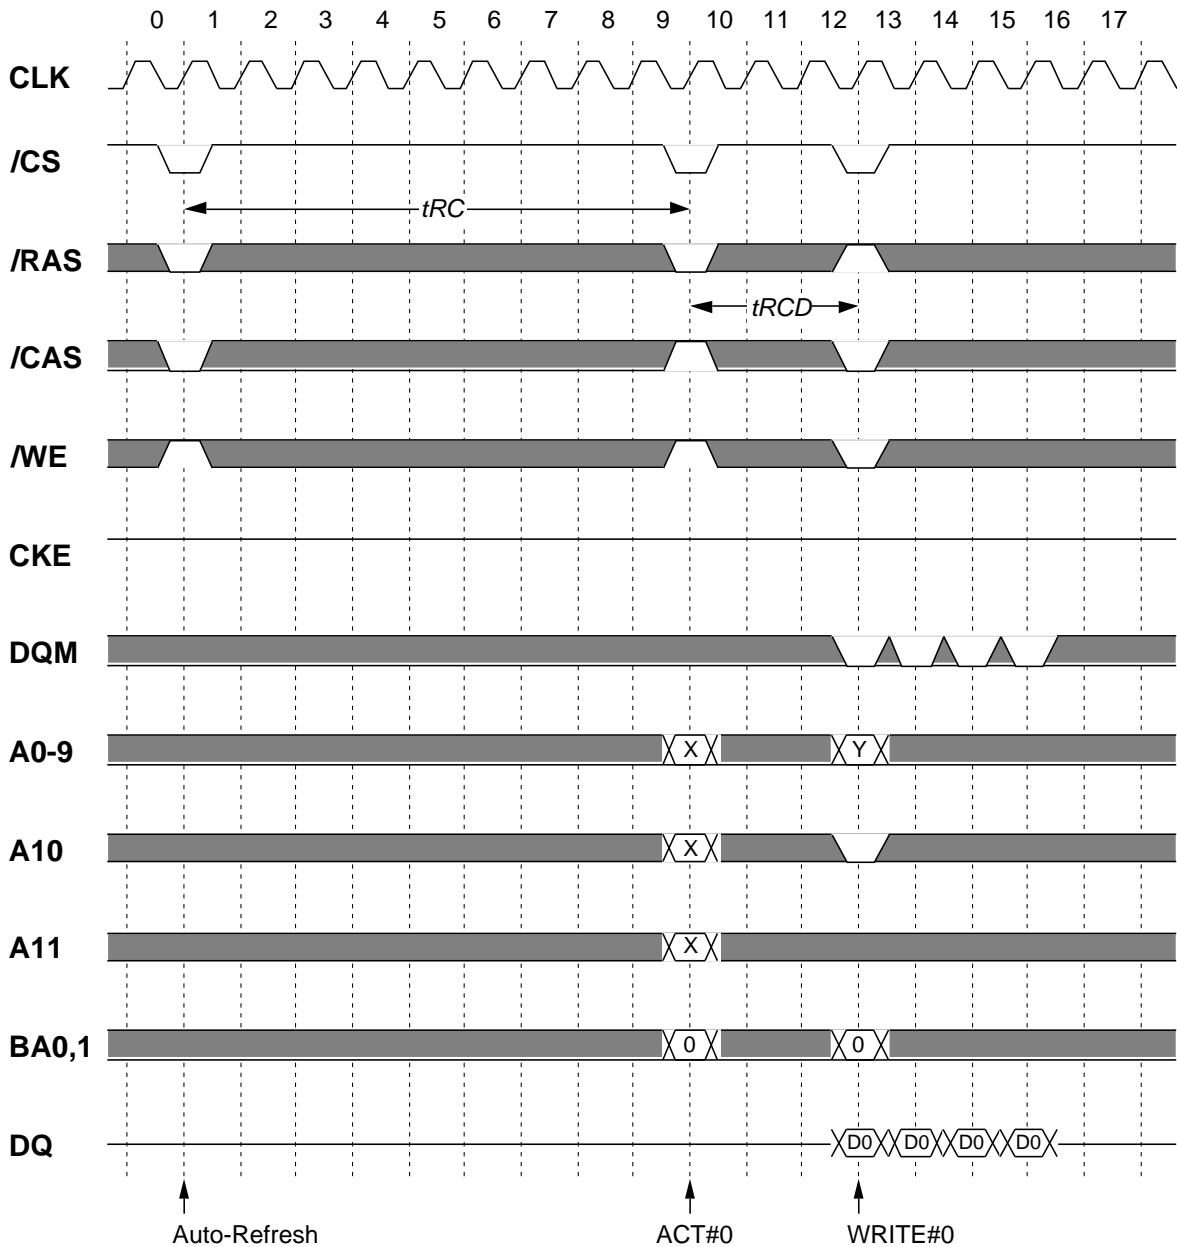 0 1 2 3 4 5 6 7 8 9 10 11 12 13 14 15 16 17
CLK
/CS
tRC
/RAS
tRCD
/CAS
/WE
CKE
DQM
A0-9 X Y
A10 X
A11 X
BA0,1 0 0
DQ D0 D0 D0 D0
Auto-Refresh ACT#0 WRITE#0